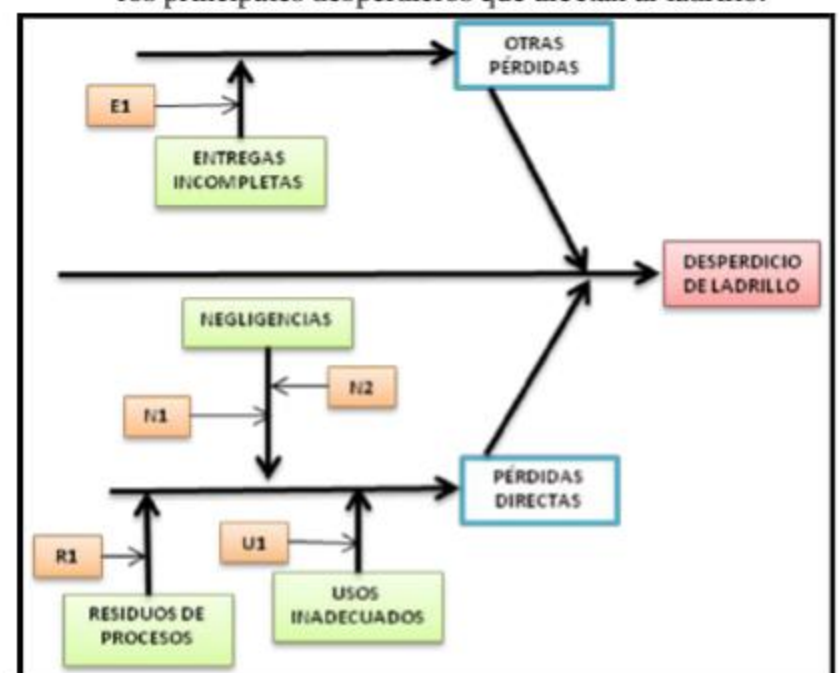 OTRAS
PÉRDIDAS
E1
ENTREGAS
INCOMPLETAS
DESPERDICIO
DE LADRILLO
NEGLIGENCIAS
N2
N1
PÉRDIDAS
DIRECTAS
R1
U1
USOS
INADECUADOS
RESIDUOS DE
PROCESOS